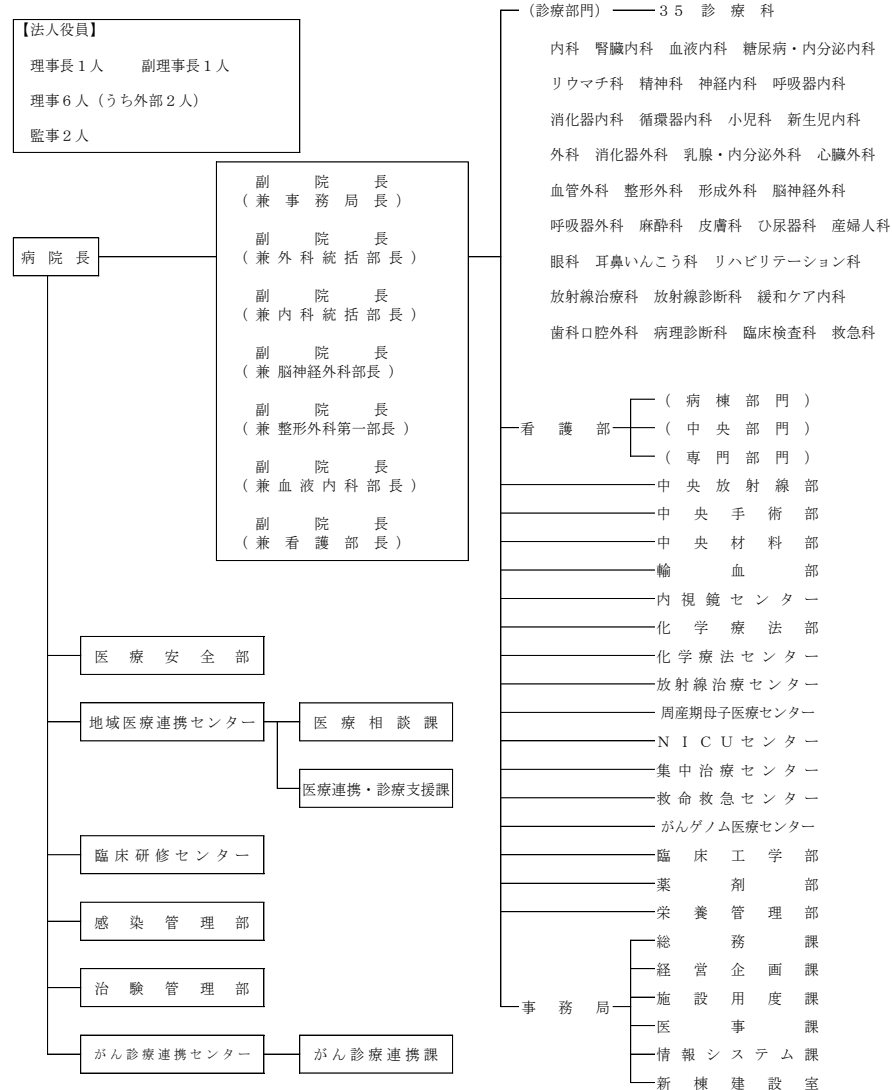 【法人役員】
理事長１人　　副理事長１人
理事６人（うち外部２人）
監事２人
病院長
副院長
（兼事務局長）
副院長
（兼外科統括部長）
副院長
（兼内科統括部長）
副院長
（兼脳神経外科部長）
副院長
（兼整形外科第一部長）
副院長
（兼血液内科部長）
副院長
（兼看護部長）
医療安全部
地域医療連携センター
医療相談課
医療連携・診療支援課
臨床研修センター
感染管理部
治験管理部
がん診療連携センター
がん診療連携課
（診療部門）　３５診療科
内科　腎臓内科　血液内科　糖尿病・内分泌内科
リウマチ科　精神科　神経内科　呼吸器内科
消化器内科　循環器内科　小児科　新生児内科
外科　消化器外科　乳腺・内分泌外科　心臓外科
血管外科　整形外科　形成外科　脳神経外科
呼吸器外科　麻酔科　皮膚科　ひ尿器科　産婦人科
眼科　耳鼻いんこう科　リハビリテーション科
放射線治療科　放射線診断科　緩和ケア内科
歯科口腔外科　病理診断科　臨床検査科　救急科
看護部
（病棟部門）
（中央部門）
（専門部門）
中央放射線部
中央手術部
中央材料部
輸血部
内視鏡センター
化学療法部
化学療法センター
放射線治療センター
周産期母子医療センター
ＮＩＣＵセンター
集中治療センター
救命救急センター
がんゲノム医療センター
臨床工学部
薬剤部
栄養管理部
事務局
総務課
経営企画課
施設用度課
医事課
情報システム課
新棟建設室